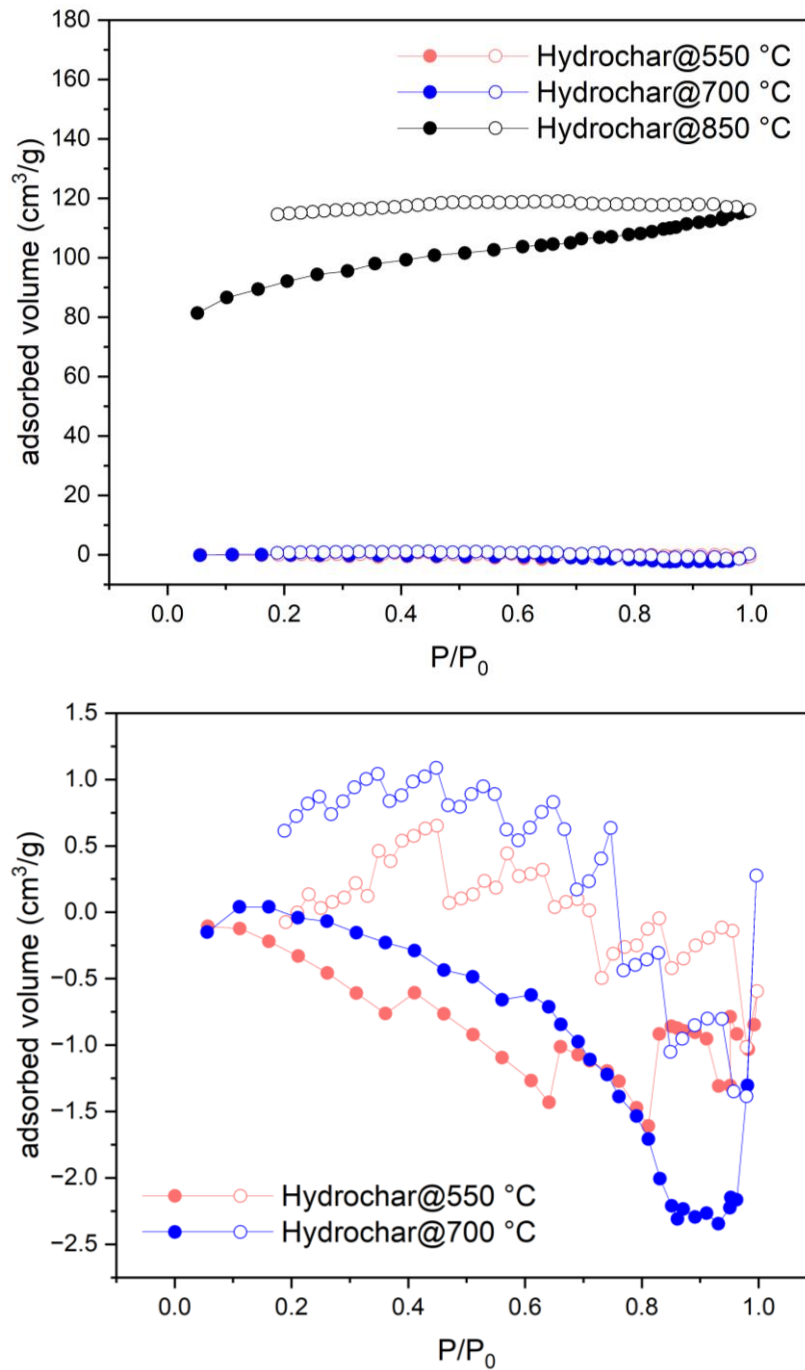 180
160
140
120
100
80
60
40
20
0
adsorbed volume (cm³/g)
Hydrochar@550 °C
Hydrochar@700 °C
Hydrochar@850 °C
0.0 0.2 0.4 0.6 0.8 1.0
P/P₀
1.5
1.0
0.5
0.0
−0.5
−1.0
−1.5
−2.0
−2.5
adsorbed volume (cm³/g)
Hydrochar@550 °C
Hydrochar@700 °C
0.0 0.2 0.4 0.6 0.8 1.0
P/P₀